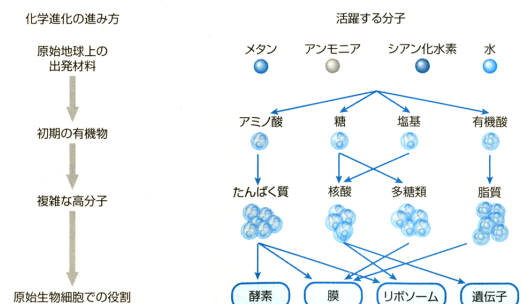 化学進化の進み方
活躍する分子
原始地球上の
出発材料
メタン
アンモニア
シアン化水素
水
初期の有機物
アミノ酸
糖
塩基
有機酸
複雑な高分子
たんぱく質
核酸
多糖類
脂質
原始生物細胞での役割
酵素
膜
リボソーム
遺伝子